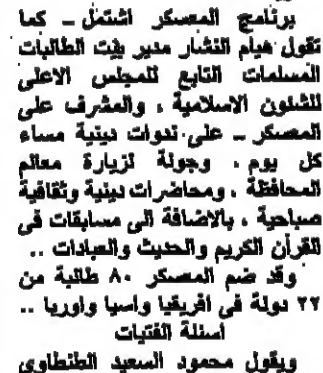 برنامج المعسكر اشتمل ـ كما
تقول هيام النشار مدير بيت الطالبات
المسلمات التابع للمجلس الاعلى
للشئون الاسلامية ، والمشرف على
المعسكر ـ على ندوات دينية مساء
كل يوم ، وجولة لزيارة معالم
المحافظة ، ومحاضرات دينية وثقافية
صباحية ، بالاضافة الى مسابقات فى
القرأن الكريم والحديث والعبادات ..
وقد ضم المعسكر ٨٠ طالبة من
٢٢ دولة فى افريقيا واسيا واوربا ..
اسئلة الفتيات
ويقول محمود السعيد الطنطاوى